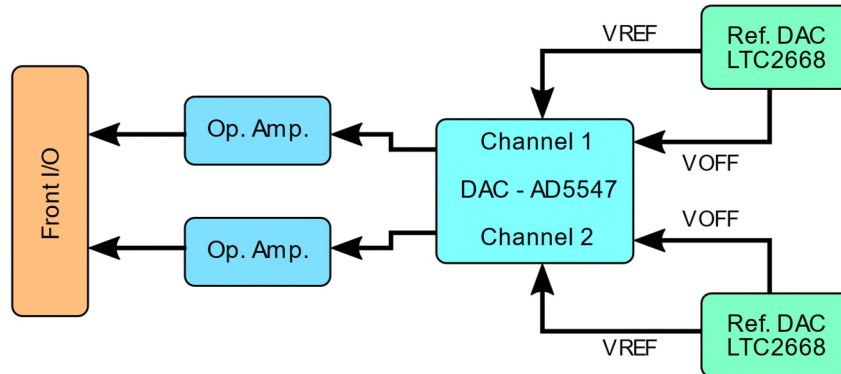 VREF
Ref. DAC
LTC2668
Front I/O
Op. Amp.
Channel 1
DAC - AD5547
Channel 2
VOFF
VOFF
Op. Amp.
VREF
Ref. DAC
LTC2668